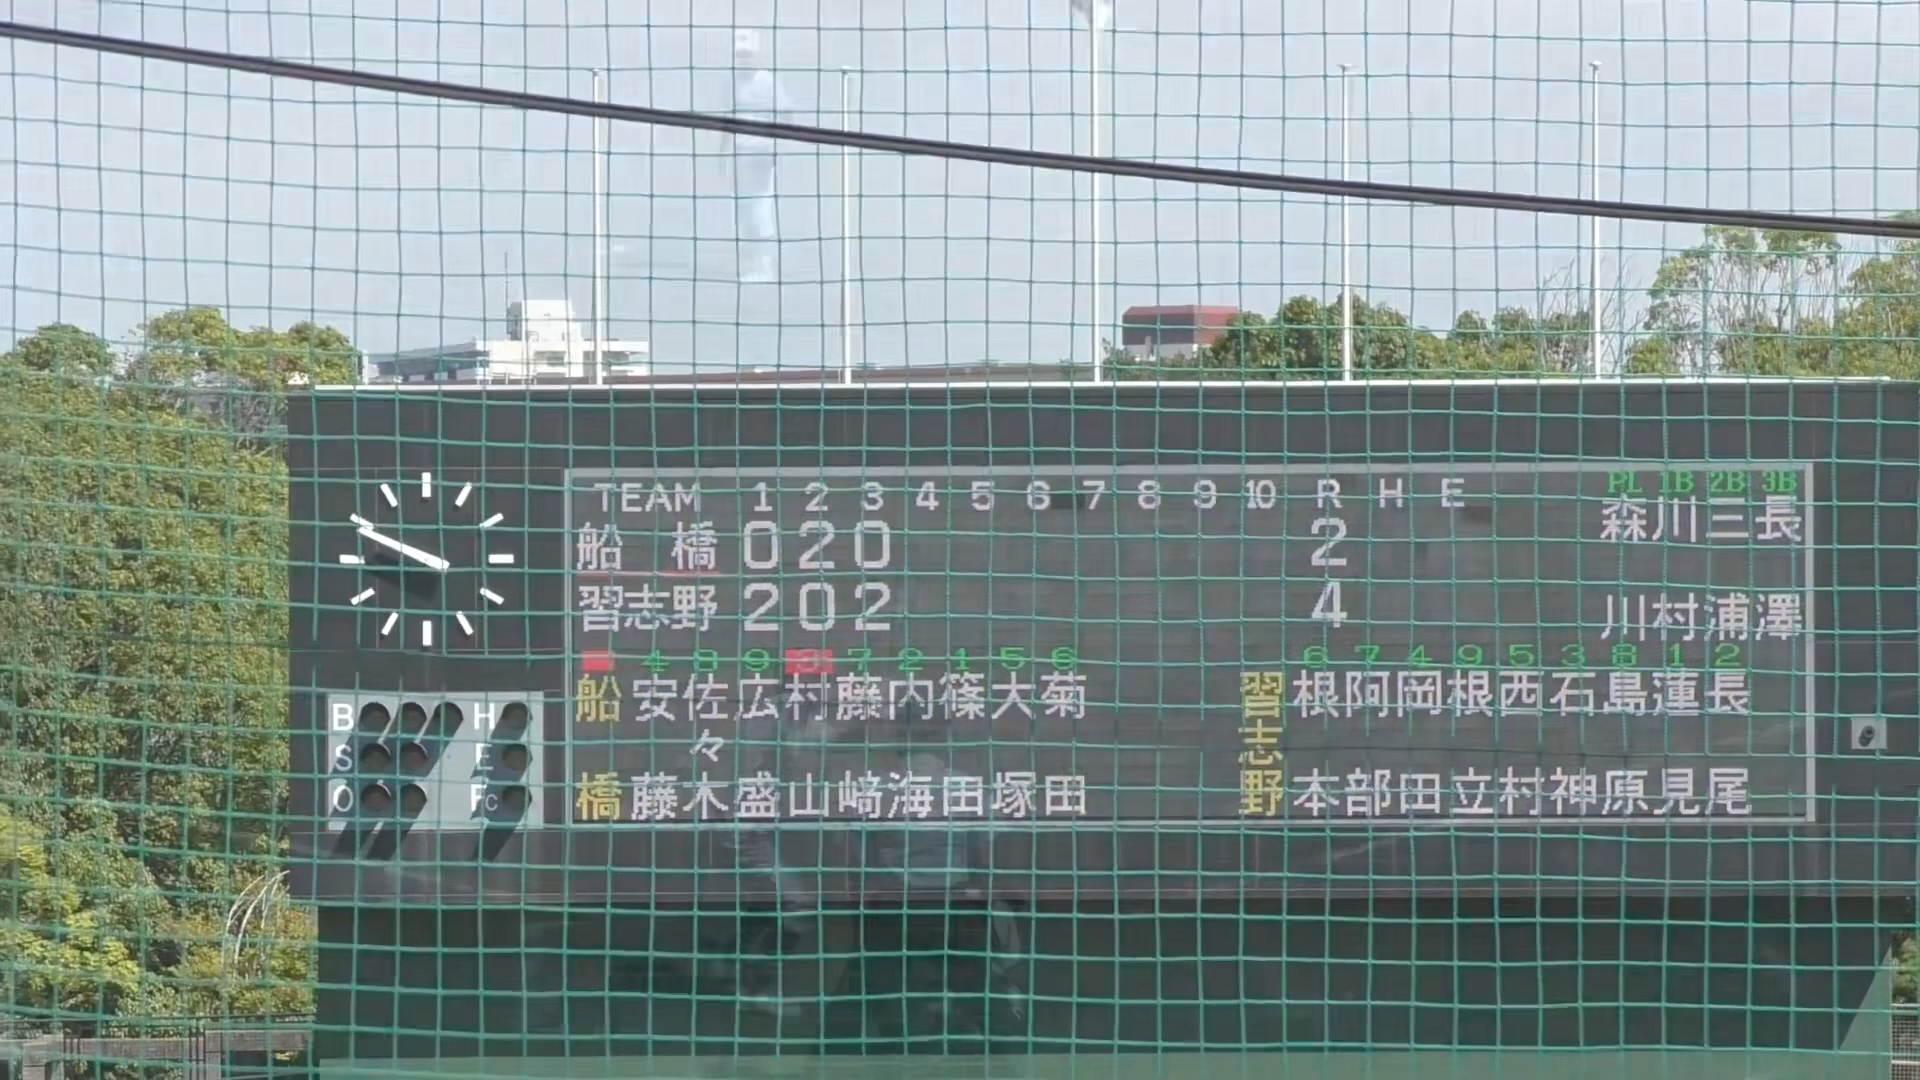 PL 1B 2B 3B
TEAM 1 2 3 4 5 6 7 8 9 10 R H E
船橋 0 2 0 2 森川三長
習志野 2 0 2 4 川村浦澤
4 8 9 3 7 2 1 5 6
6 7 4 9 5 3 8 1 2
船橋
安藤
佐々木
広盛
村山
藤﨑
内海
篠田
大塚
菊田
習志野
根本
阿部
岡田
根立
西村
石神
島原
蓮見
長尾
B H
S E
O Fc